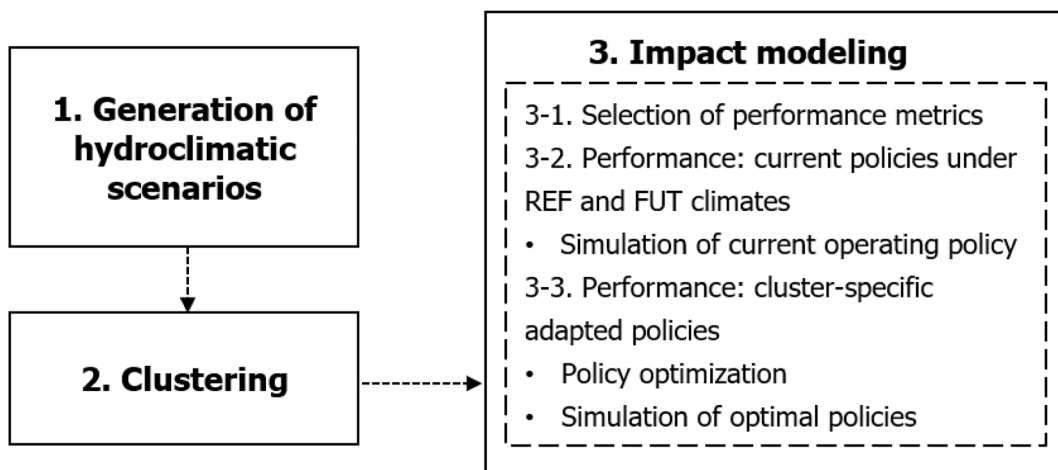 1. Generation of
hydroclimatic
scenarios
2. Clustering
3. Impact modeling
3-1. Selection of performance metrics
3-2. Performance: current policies under
REF and FUT climates
• Simulation of current operating policy
3-3. Performance: cluster-specific
adapted policies
• Policy optimization
• Simulation of optimal policies